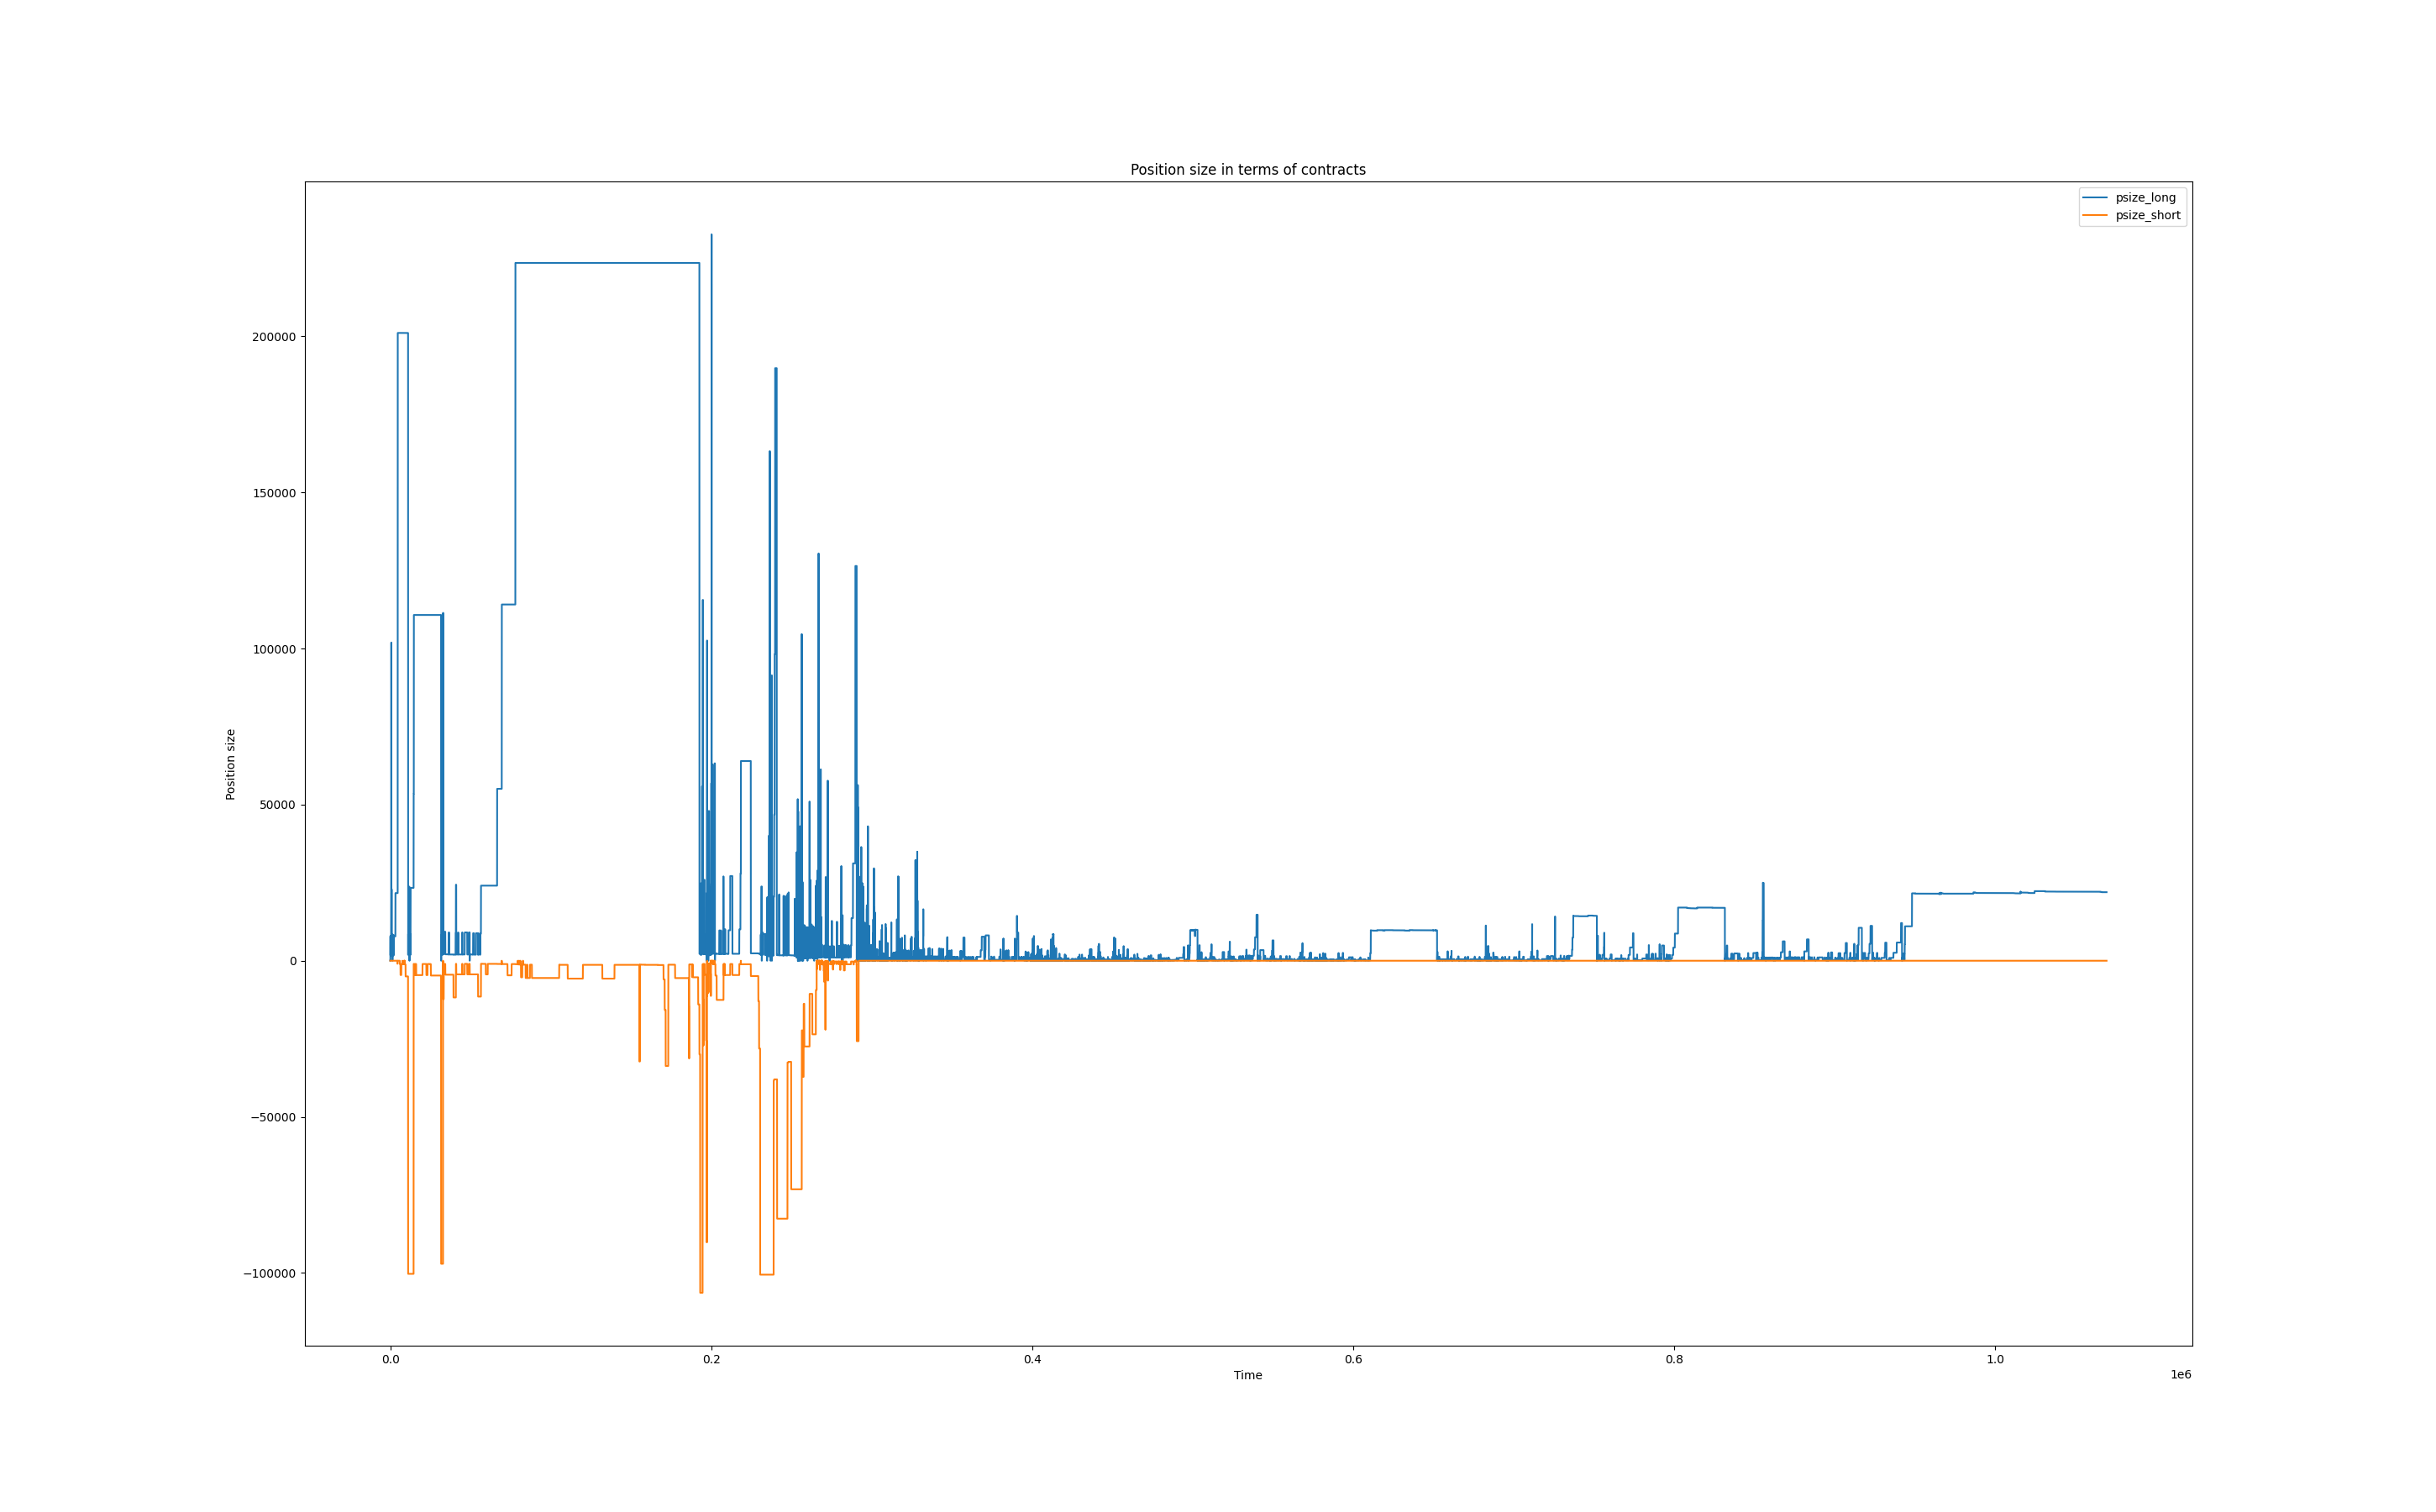 Position size in terms of contracts
psize_long
psize_short
200000
150000
100000
50000
0
−50000
−100000
Position size
0.0 0.2 0.4 0.6 0.8 1.0
Time
1e6